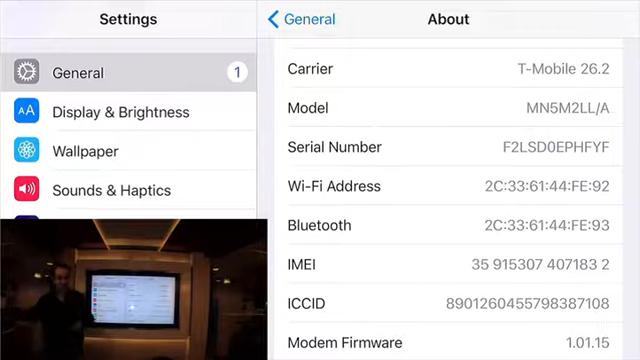 Settings
General
1
Display & Brightness
Wallpaper
Sounds & Haptics
General
About
Carrier
T-Mobile 26.2
Model
MN5M2LL/A
Serial Number
F2LSD0EPHFYF
Wi-Fi Address
2C:33:61:44:FE:92
Bluetooth
2C:33:61:44:FE:93
IMEI
35 915307 407183 2
ICCID
8901260455798387108
Modem Firmware
1.01.15